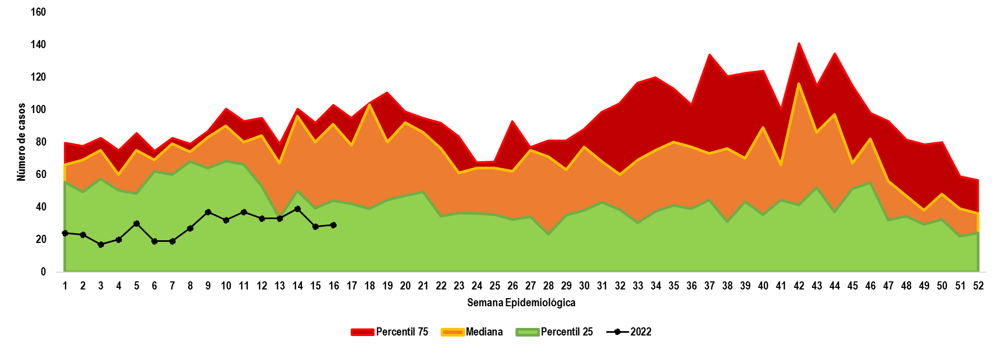 160
140
120
100
80
60
40
20
0
Número de casos
1 2 3 4 5 6 7 8 9 10 11 12 13 14 15 16 17 18 19 20 21 22 23 24 25 26 27 28 29 30 31 32 33 34 35 36 37 38 39 40 41 42 43 44 45 46 47 48 49 50 51 52
Semana Epidemiológica
Percentil 75 Mediana Percentil 25 2022